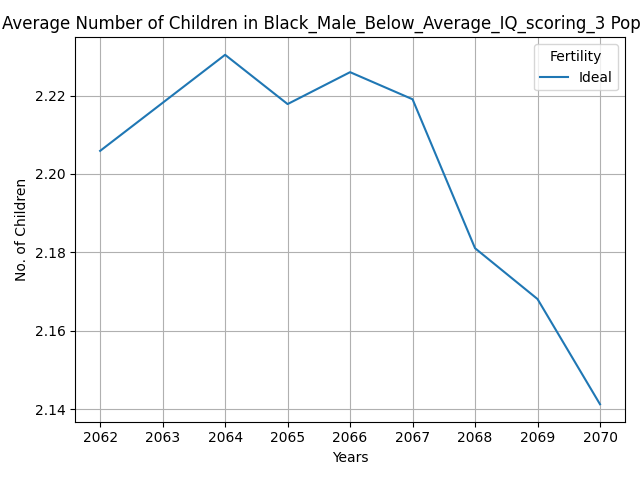 Average Number of Children in Black_Male_Below_Average_IQ_scoring_3 Pop
Fertility
Ideal
No. of Children
2.22
2.20
2.18
2.16
2.14
2062 2063 2064 2065 2066 2067 2068 2069 2070
Years